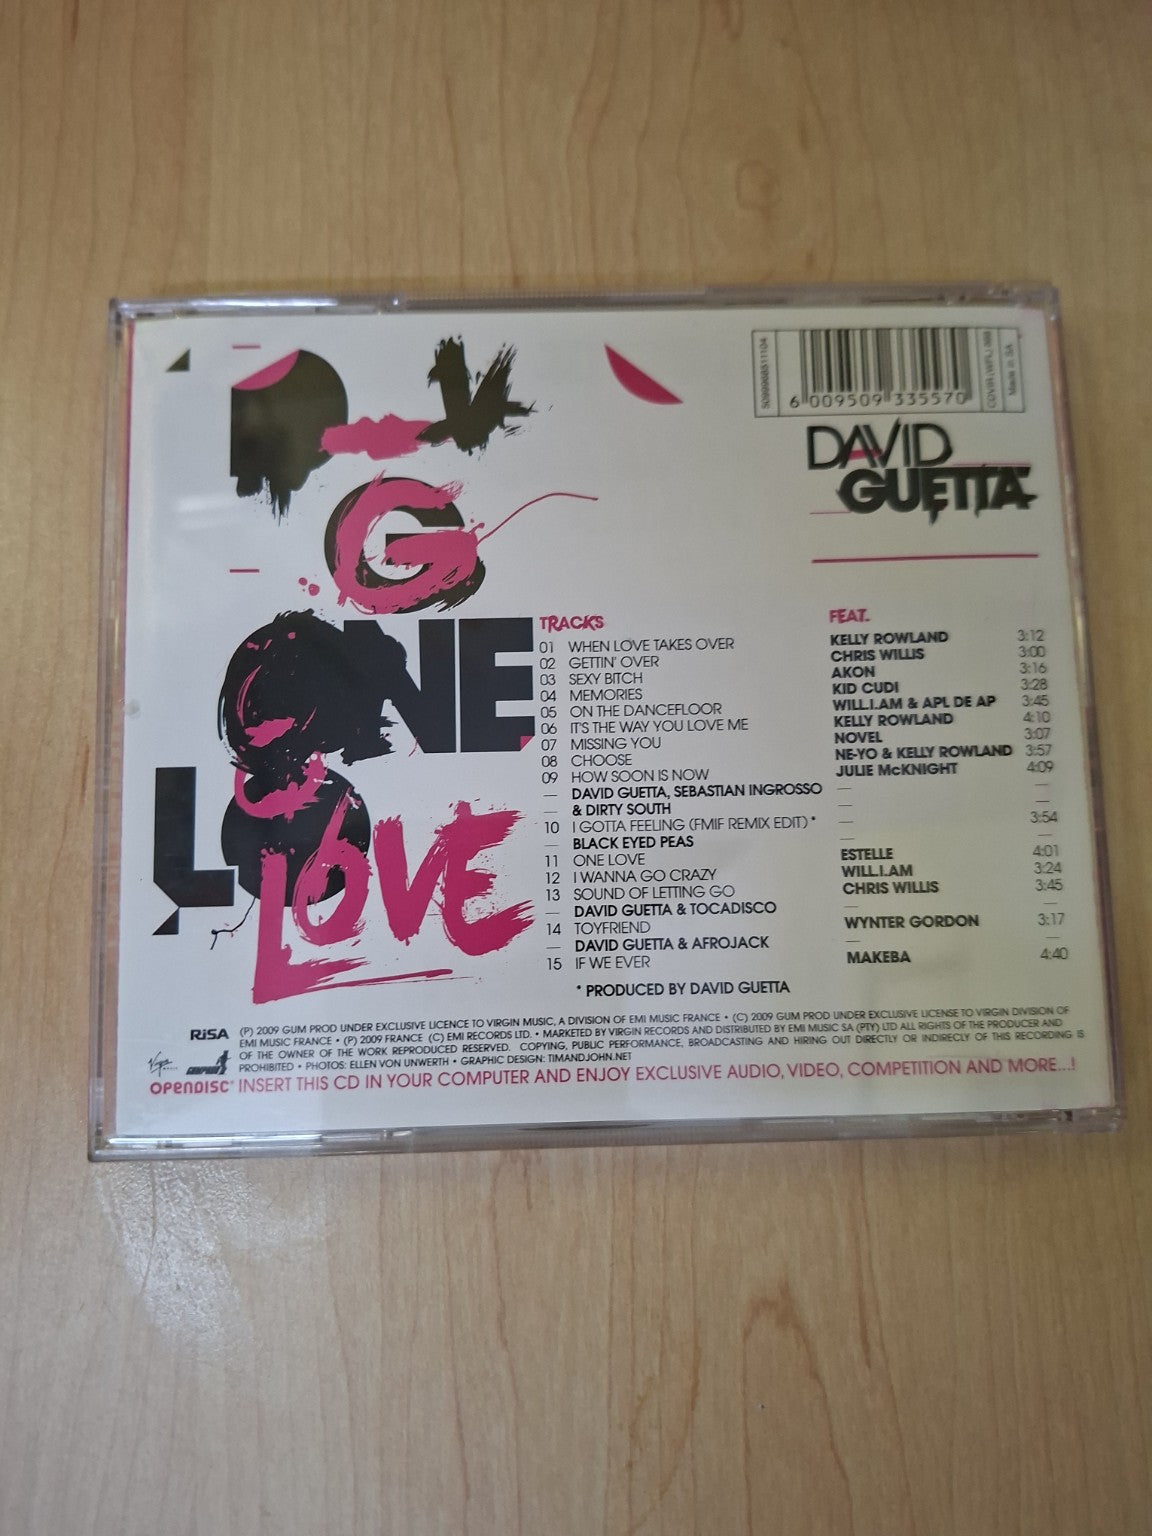 5099968511104
6 009509 335570
CDVIR (WFL) 888
Made in SA
DAVID
GUETTA
G
ONE
LOVE
LOVE
TRACKS FEAT.
01 WHEN LOVE TAKES OVER KELLY ROWLAND 3:12
02 GETTIN' OVER CHRIS WILLIS 3:00
03 SEXY BITCH AKON 3:16
04 MEMORIES KID CUDI 3:28
05 ON THE DANCEFLOOR WILL.I.AM & APL DE AP 3:45
06 IT'S THE WAY YOU LOVE ME KELLY ROWLAND 4:10
07 MISSING YOU NOVEL 3:07
08 CHOOSE NE-YO & KELLY ROWLAND 3:57
09 HOW SOON IS NOW JULIE McKNIGHT 4:09
— DAVID GUETTA, SEBASTIAN INGROSSO — —
— & DIRTY SOUTH — —
10 I GOTTA FEELING (FMIF REMIX EDIT) * — 3:54
— BLACK EYED PEAS — —
11 ONE LOVE ESTELLE 4:01
12 I WANNA GO CRAZY WILL.I.AM 3:24
13 SOUND OF LETTING GO CHRIS WILLIS 3:45
— DAVID GUETTA & TOCADISCO — —
14 TOYFRIEND WYNTER GORDON 3:17
— DAVID GUETTA & AFROJACK — —
15 IF WE EVER MAKEBA 4:40
* PRODUCED BY DAVID GUETTA
RiSA (P) 2009 GUM PROD UNDER EXCLUSIVE LICENCE TO VIRGIN MUSIC, A DIVISION OF EMI MUSIC FRANCE • (C) 2009 GUM PROD UNDER EXCLUSIVE LICENSE TO VIRGIN DIVISION OF
EMI MUSIC FRANCE • (P) 2009 FRANCE (C) EMI RECORDS LTD. • MARKETED BY VIRGIN RECORDS AND DISTRIBUTED BY EMI MUSIC SA (PTY) LTD ALL RIGHTS OF THE PRODUCER AND
OF THE OWNER OF THE WORK REPRODUCED RESERVED. COPYING, PUBLIC PERFORMANCE, BROADCASTING AND HIRING OUT DIRECTLY OR INDIRECLY OF THIS RECORDING IS
PROHIBITED • PHOTOS: ELLEN VON UNWERTH • GRAPHIC DESIGN: TIMANDJOHN.NET
Virgin
OPENDISC* INSERT THIS CD IN YOUR COMPUTER AND ENJOY EXCLUSIVE AUDIO, VIDEO, COMPETITION AND MORE...!